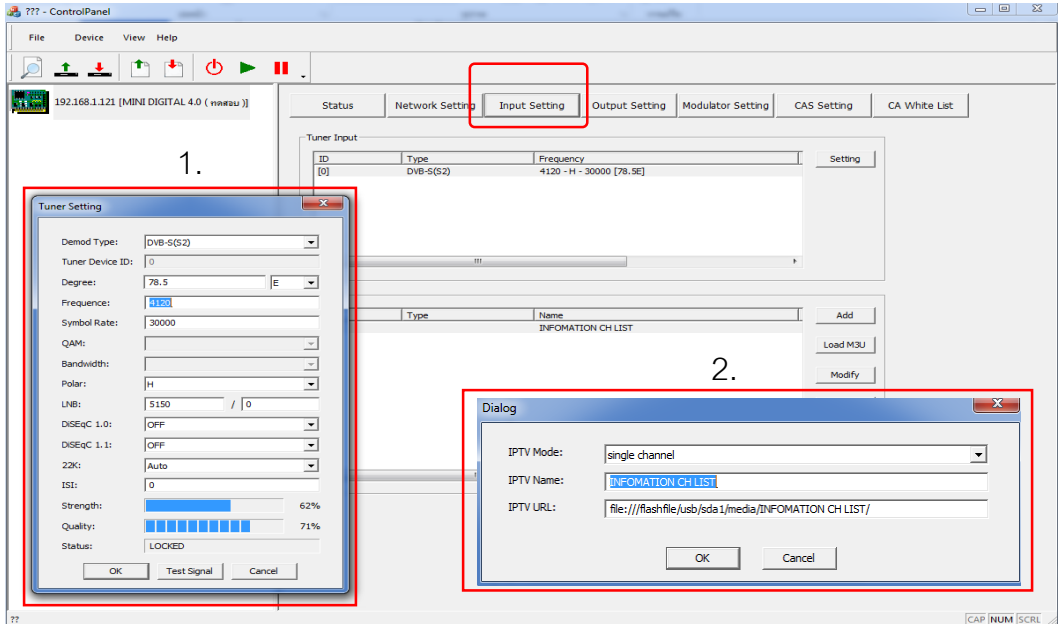 ??? - ControlPanel
File Device View Help
192.168.1.121 [MINI DIGITAL 4.0 ( ทดสอบ )]
Status Network Setting Input Setting Output Setting Modulator Setting CAS Setting CA White List
Tuner Input
ID Type Frequency
[0] DVB-S(S2) 4120 - H - 30000 [78.5E]
Setting
1.
Tuner Setting
Demod Type: DVB-S(S2)
Tuner Device ID: 0
Degree: 78.5 E
Frequence: 4120
Symbol Rate: 30000
QAM:
Bandwidth:
Polar: H
LNB: 5150 / 0
DiSEqC 1.0: OFF
DiSEqC 1.1: OFF
22K: Auto
ISI: 0
Strength: 62%
Quality: 71%
Status: LOCKED
OK Test Signal Cancel
Type Name
INFOMATION CH LIST
Add
Load M3U
Modify
2.
Dialog
IPTV Mode: single channel
IPTV Name: INFOMATION CH LIST
IPTV URL: file:///flashfile/usb/sda1/media/INFOMATION CH LIST/
OK Cancel
??
CAP NUM SCRL